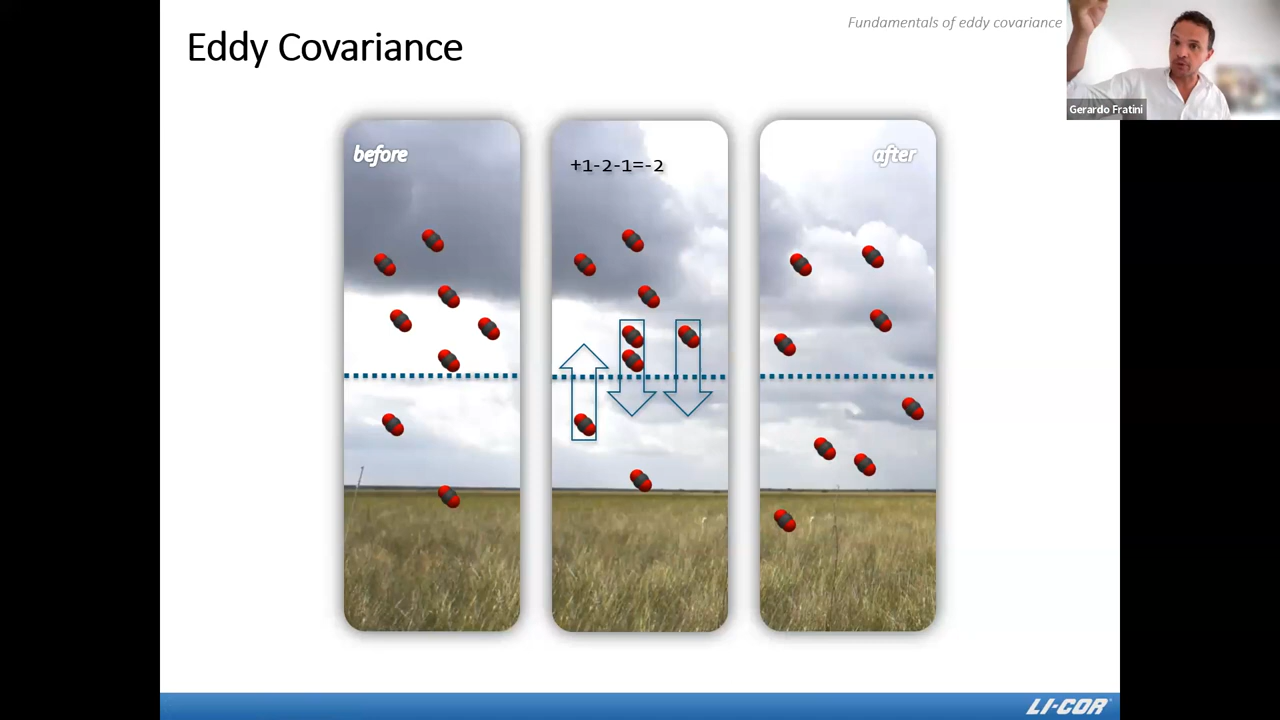 Fundamentals of eddy covariance
Eddy Covariance
Gerardo Fratini
before
+1-2-1=-2
after
LI-COR